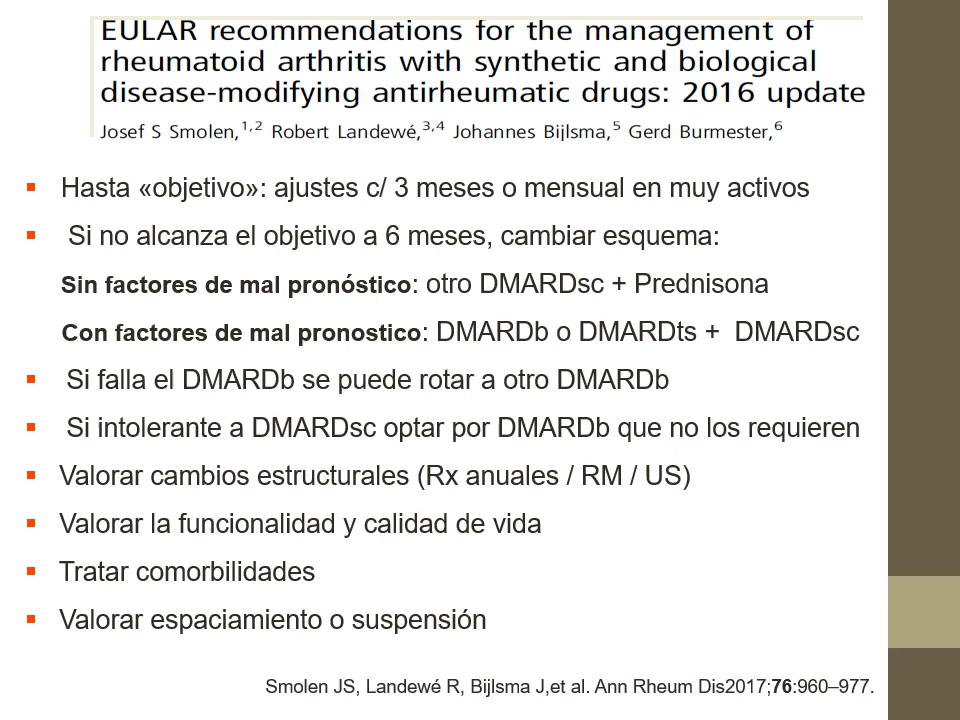 EULAR recommendations for the management of
rheumatoid arthritis with synthetic and biological
disease-modifying antirheumatic drugs: 2016 update
Josef S Smolen,1,2 Robert Landewé,3,4 Johannes Bijlsma,5 Gerd Burmester,6
▪ Hasta «objetivo»: ajustes c/ 3 meses o mensual en muy activos
▪ Si no alcanza el objetivo a 6 meses, cambiar esquema:
Sin factores de mal pronóstico: otro DMARDsc + Prednisona
Con factores de mal pronostico: DMARDb o DMARDts + DMARDsc
▪ Si falla el DMARDb se puede rotar a otro DMARDb
▪ Si intolerante a DMARDsc optar por DMARDb que no los requieren
▪ Valorar cambios estructurales (Rx anuales / RM / US)
▪ Valorar la funcionalidad y calidad de vida
▪ Tratar comorbilidades
▪ Valorar espaciamiento o suspensión
Smolen JS, Landewé R, Bijlsma J,et al. Ann Rheum Dis2017;76:960–977.